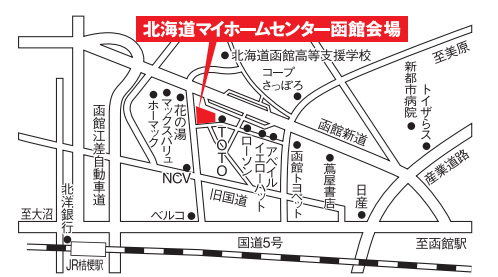 北海道マイホームセンター函館会場
北海道函館高等支援学校
至美原
コープ
さっぽろ
新都市病院
トイザらス
函館新道
産業道路
花の湯
マックスバリュ
ホーマック
TOTO
ローソン
イエローハット
アベイル
函館トヨペット
蔦屋書店
日産
函館江差自動車道
NCV
旧国道
ベルコ
北洋銀行
至大沼
国道5号
至函館駅
JR桔梗駅